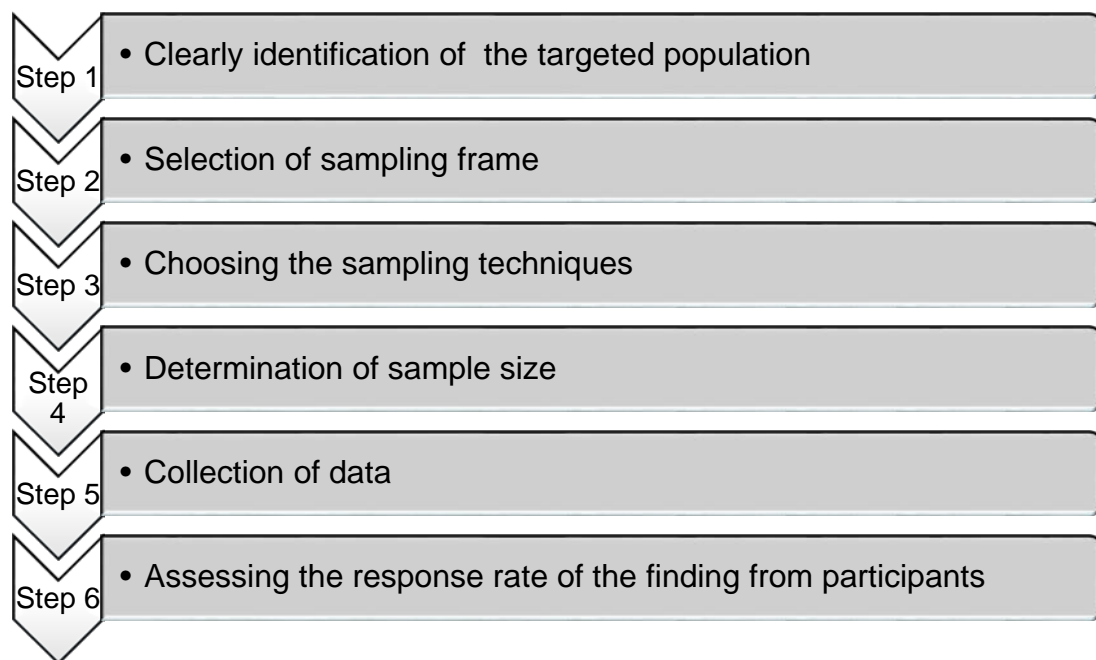 Step 1
• Clearly identification of  the targeted population
Step 2
• Selection of sampling frame
Step 3
• Choosing the sampling techniques
Step
4
• Determination of sample size
Step 5
• Collection of data
Step 6
• Assessing the response rate of the finding from participants